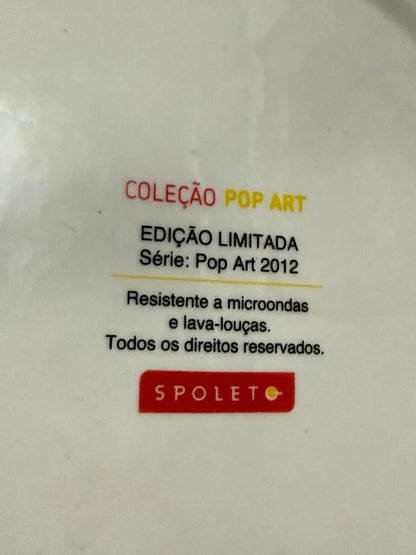 COLEÇÃO POP ART
EDIÇÃO LIMITADA
Série: Pop Art 2012
Resistente a microondas
e lava-louças.
Todos os direitos reservados.
SPOLETO